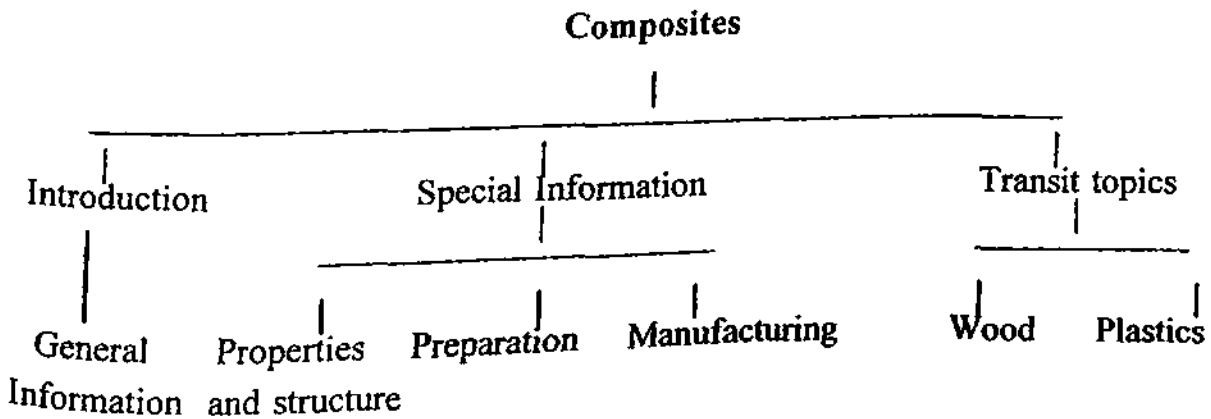 Composites
Introduction Special Information Transit topics
General Properties Preparation Manufacturing Wood Plastics
Information and structure